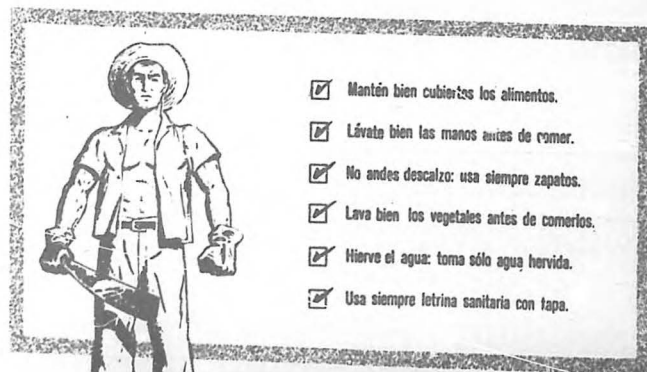 Mantén bien cubiertos los alimentos.
Lávate bien las manos antes de comer.
No andes descalzo: usa siempre zapatos.
Lava bien los vegetales antes de comerlos.
Hierve el agua: toma sólo agua hervida.
Usa siempre letrina sanitaria con tapa.